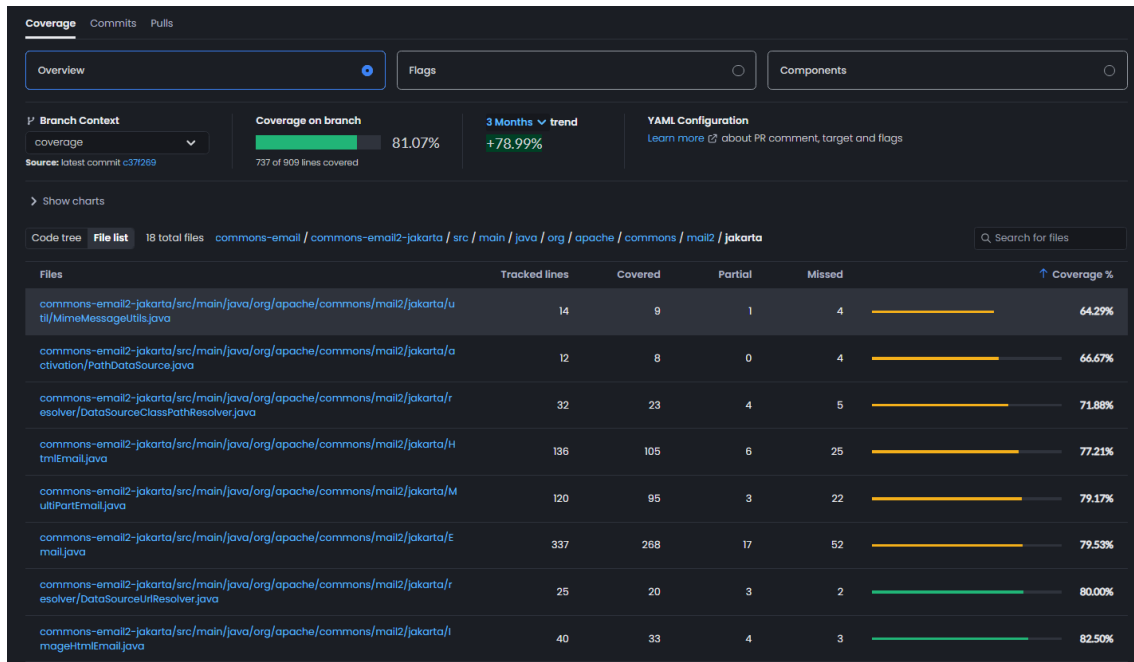 Coverage Commits Pulls
Overview Flags Components
Branch Context Coverage on branch 3 Months trend YAML Configuration
coverage 81.07% +78.99% Learn more about PR comment, target and flags
Source: latest commit c37f269 737 of 909 lines covered
Show charts
Code tree File list 18 total files commons-email / commons-email2-jakarta / src / main / java / org / apache / commons / mail2 / jakarta Search for files
Files Tracked lines Covered Partial Missed Coverage %
commons-email2-jakarta/src/main/java/org/apache/commons/mail2/jakarta/u
til/MimeMessageUtils.java 14 9 1 4 64.29%
commons-email2-jakarta/src/main/java/org/apache/commons/mail2/jakarta/a
ctivation/PathDataSource.java 12 8 0 4 66.67%
commons-email2-jakarta/src/main/java/org/apache/commons/mail2/jakarta/r
esolver/DataSourceClassPathResolver.java 32 23 4 5 71.88%
commons-email2-jakarta/src/main/java/org/apache/commons/mail2/jakarta/H
tmlEmail.java 136 105 6 25 77.21%
commons-email2-jakarta/src/main/java/org/apache/commons/mail2/jakarta/M
ultiPartEmail.java 120 95 3 22 79.17%
commons-email2-jakarta/src/main/java/org/apache/commons/mail2/jakarta/E
mail.java 337 268 17 52 79.53%
commons-email2-jakarta/src/main/java/org/apache/commons/mail2/jakarta/r
esolver/DataSourceUrlResolver.java 25 20 3 2 80.00%
commons-email2-jakarta/src/main/java/org/apache/commons/mail2/jakarta/I
mageHtmlEmail.java 40 33 4 3 82.50%